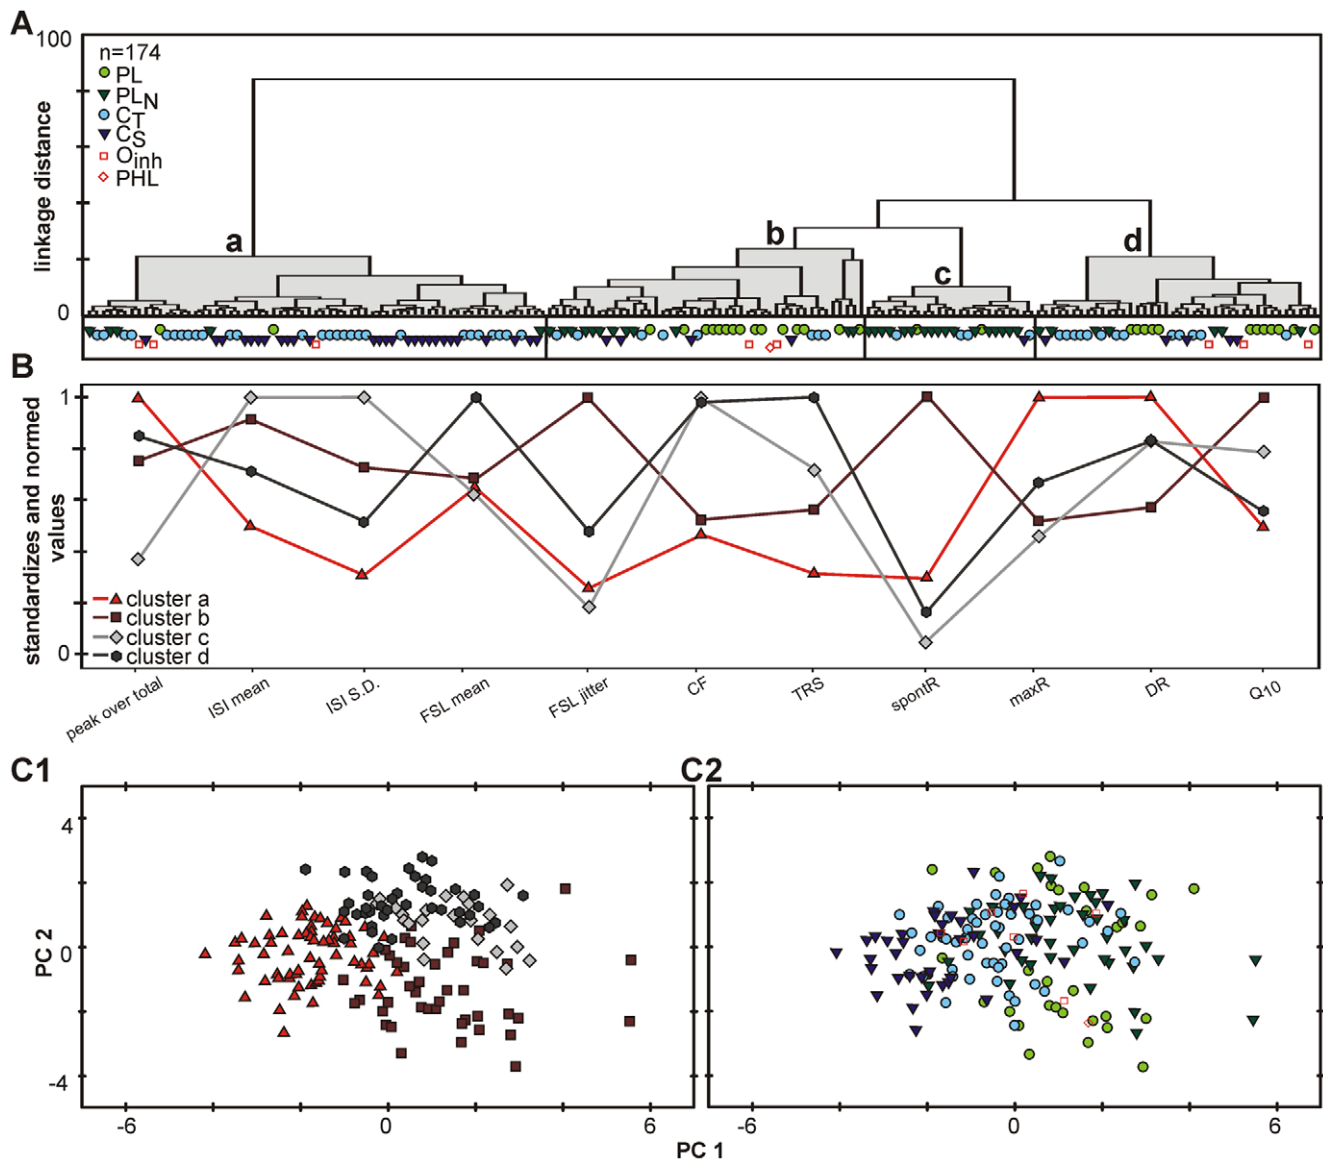 A
100
n=174
PL
PLN
CT
CS
Oinh
PHL
linkage distance
0
a
b
c
d
B
1
standardizes and normed
values
0
cluster a
cluster b
cluster c
cluster d
peak over total
ISI mean
ISI S.D.
FSL mean
FSL jitter
CF
TRS
spontR
maxR
DR
Q10
C1
C2
4
0
-4
PC 2
-6
0
6
-6
0
6
PC 1